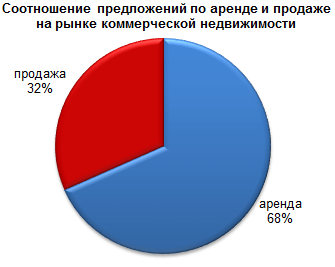 Соотношение предложений по аренде и продаже
на рынке коммерческой недвижимости
продажа
32%
аренда
68%